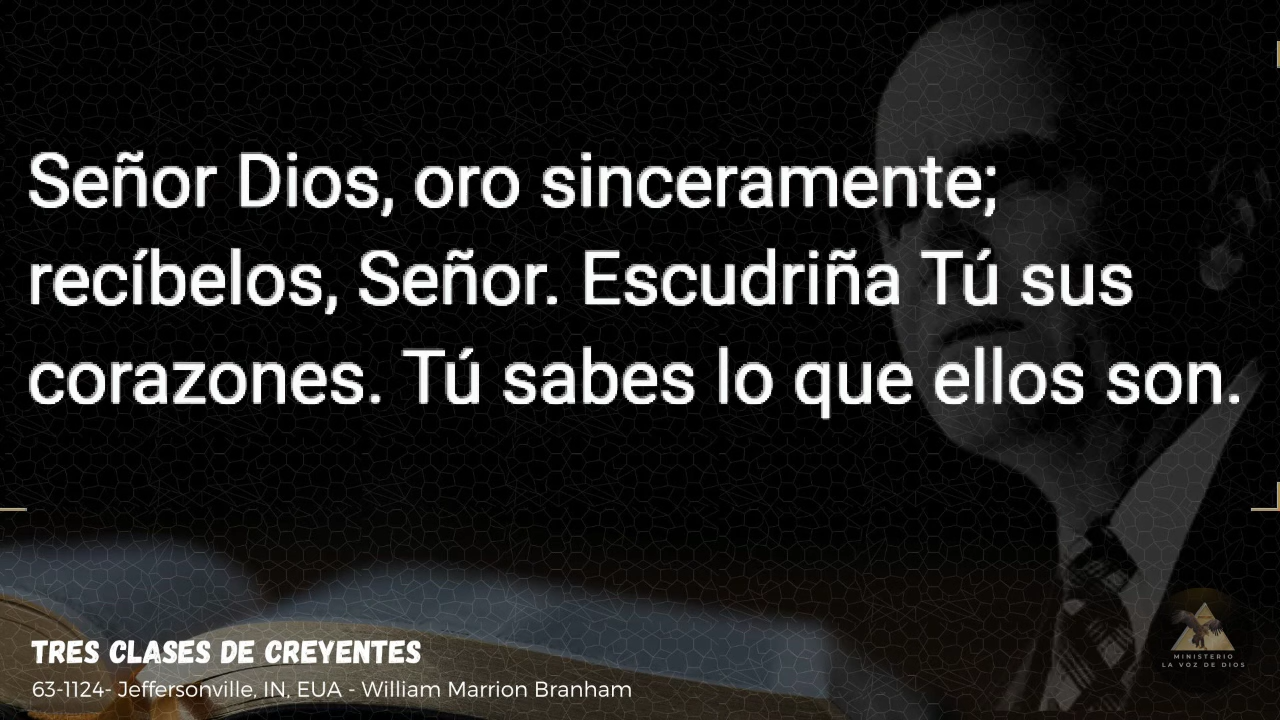 Señor Dios, oro sinceramente;
recíbelos, Señor. Escudriña Tú sus
corazones. Tú sabes lo que ellos son.
TRES CLASES DE CREYENTES
63-1124- Jeffersonville, IN, EUA - William Marrion Branham
MINISTERIO
LA VOZ DE DIOS